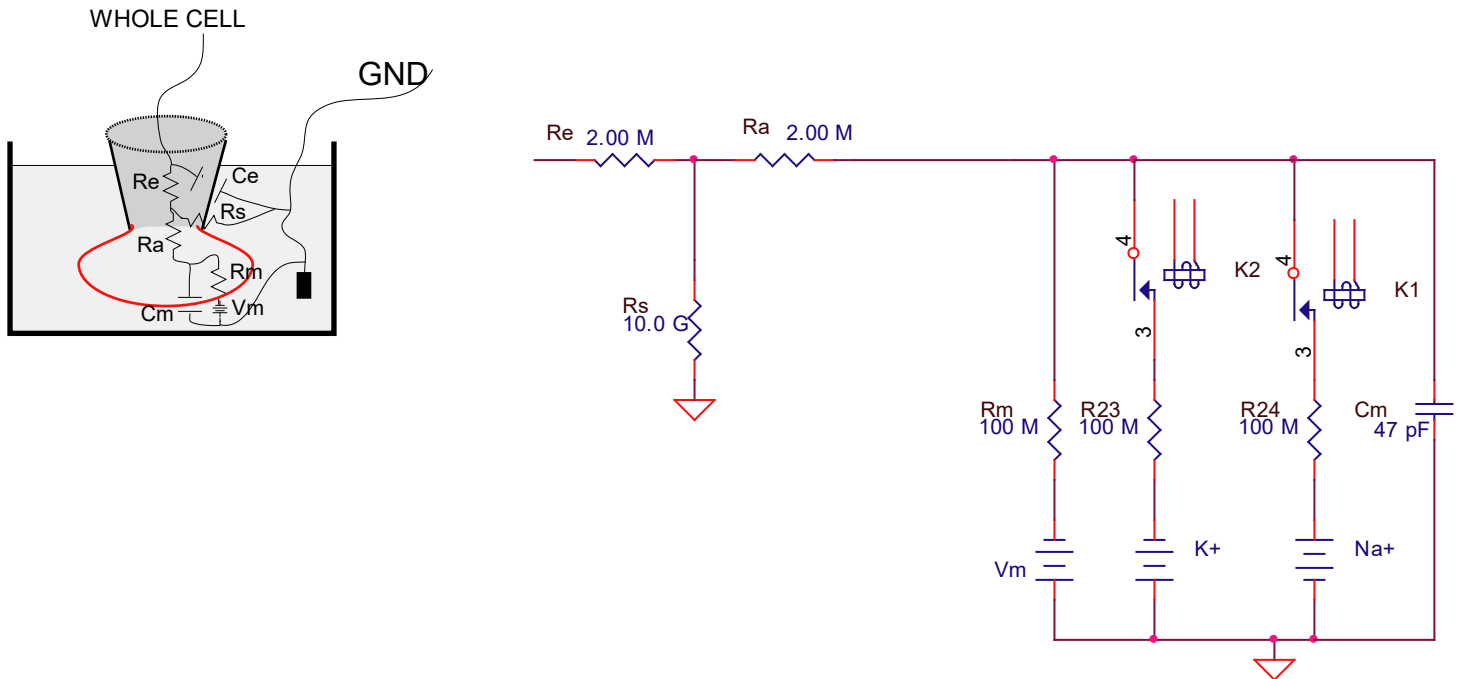 WHOLE CELL
GND
Re
Ce
Rs
Ra
Rm
Cm
Vm
Re 2.00 M
Ra 2.00 M
Rs
10.0 G
4
3
K2
4
3
K1
Rm
100 M
R23
100 M
R24
100 M
Cm
47 pF
Vm
K+
Na+